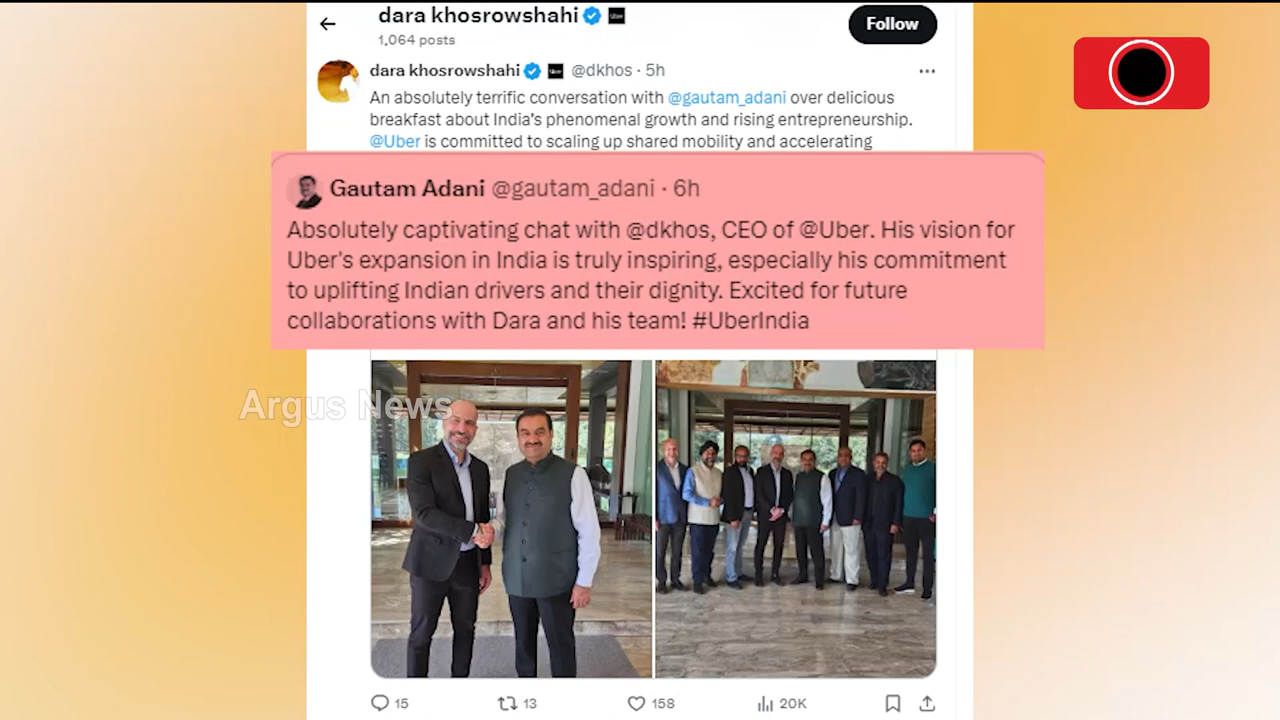 dara khosrowshahi
Uber
Follow
1,064 posts
dara khosrowshahi Uber @dkhos · 5h
An absolutely terrific conversation with @gautam_adani over delicious
breakfast about India's phenomenal growth and rising entrepreneurship.
@Uber is committed to scaling up shared mobility and accelerating
Gautam Adani @gautam_adani · 6h
Absolutely captivating chat with @dkhos, CEO of @Uber. His vision for
Uber's expansion in India is truly inspiring, especially his commitment
to uplifting Indian drivers and their dignity. Excited for future
collaborations with Dara and his team! #UberIndia
Argus News
15 13 158 20K